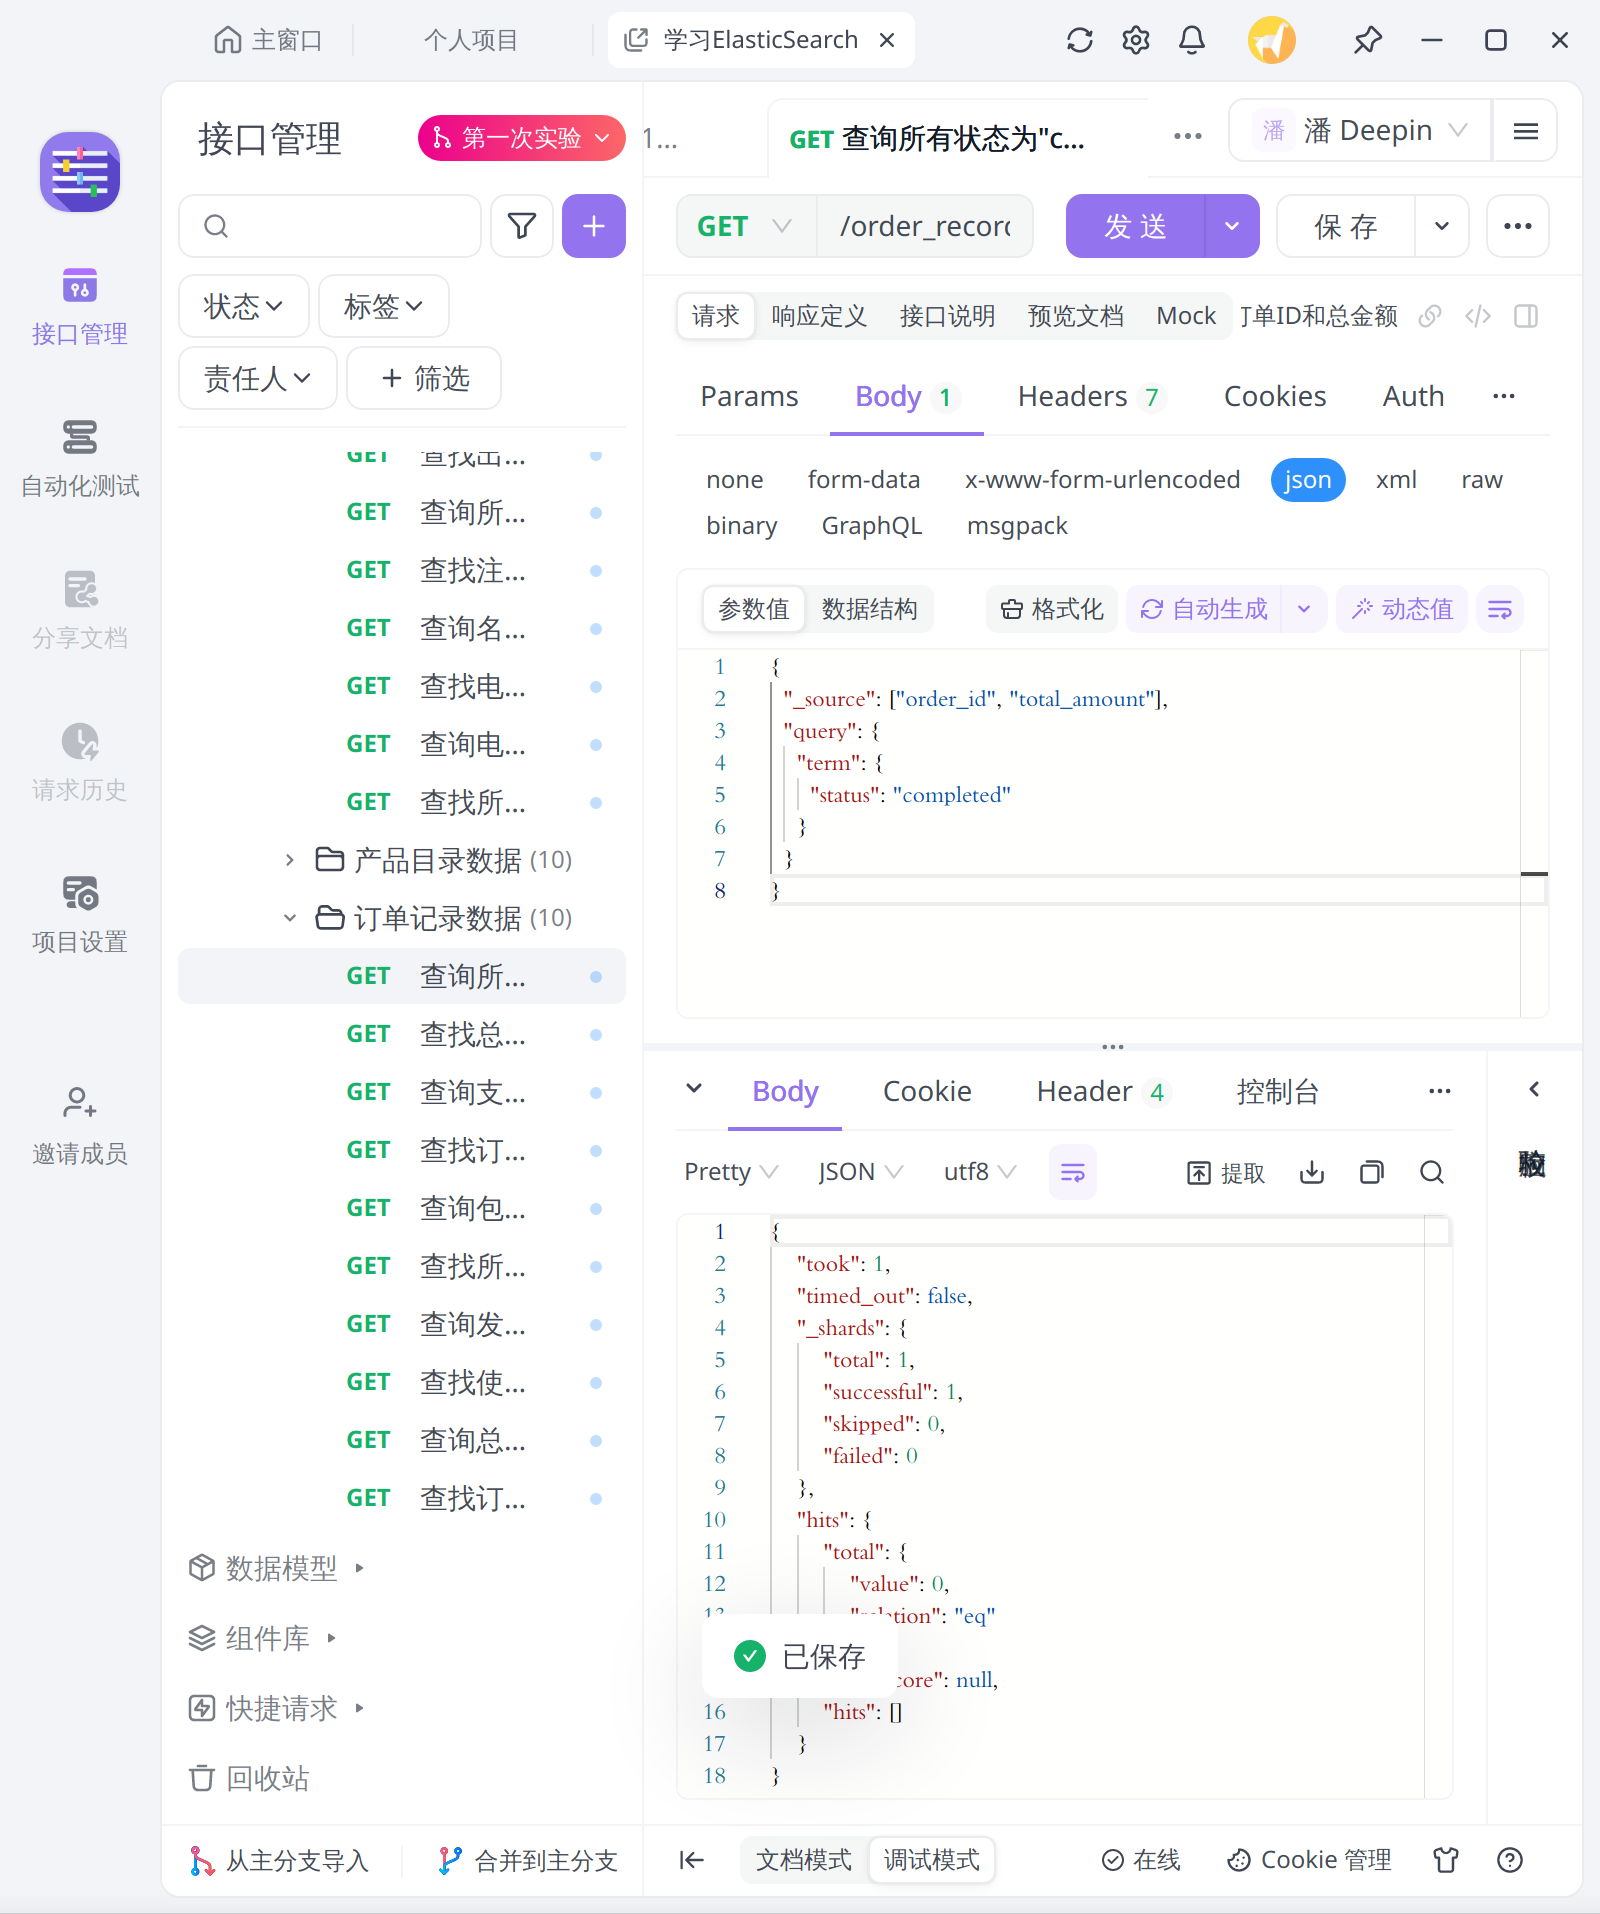 主窗口
个人项目
学习ElasticSearch
接口管理
自动化测试
分享文档
请求历史
项目设置
邀请成员
接口管理
第一次实验
状态
标签
责任人
筛选
GET 查找出...
GET 查询所...
GET 查找注...
GET 查询名...
GET 查找电...
GET 查询电...
GET 查找所...
产品目录数据 (10)
订单记录数据 (10)
GET 查询所...
GET 查找总...
GET 查询支...
GET 查找订...
GET 查询包...
GET 查找所...
GET 查询发...
GET 查找使...
GET 查询总...
GET 查找订...
数据模型
组件库
快捷请求
回收站
从主分支导入
合并到主分支
1...
GET 查询所有状态为"c...
潘 潘 Deepin
GET /order_record
发 送
保 存
请求 响应定义 接口说明 预览文档 Mock 订单ID和总金额
Params Body 1 Headers 7 Cookies Auth
none form-data x-www-form-urlencoded json xml raw
binary GraphQL msgpack
参数值 数据结构 格式化 自动生成 动态值
1 {
2 "_source": ["order_id", "total_amount"],
3 "query": {
4 "term": {
5 "status": "completed"
6 }
7 }
8 }
Body Cookie Header 4 控制台
Pretty JSON utf8 提取
1 {
2 "took": 1,
3 "timed_out": false,
4 "_shards": {
5 "total": 1,
6 "successful": 1,
7 "skipped": 0,
8 "failed": 0
9 },
10 "hits": {
11 "total": {
12 "value": 0,
13 "relation": "eq"
已保存
core": null,
16 "hits": []
17 }
18 }
文档模式 调试模式 在线 Cookie 管理